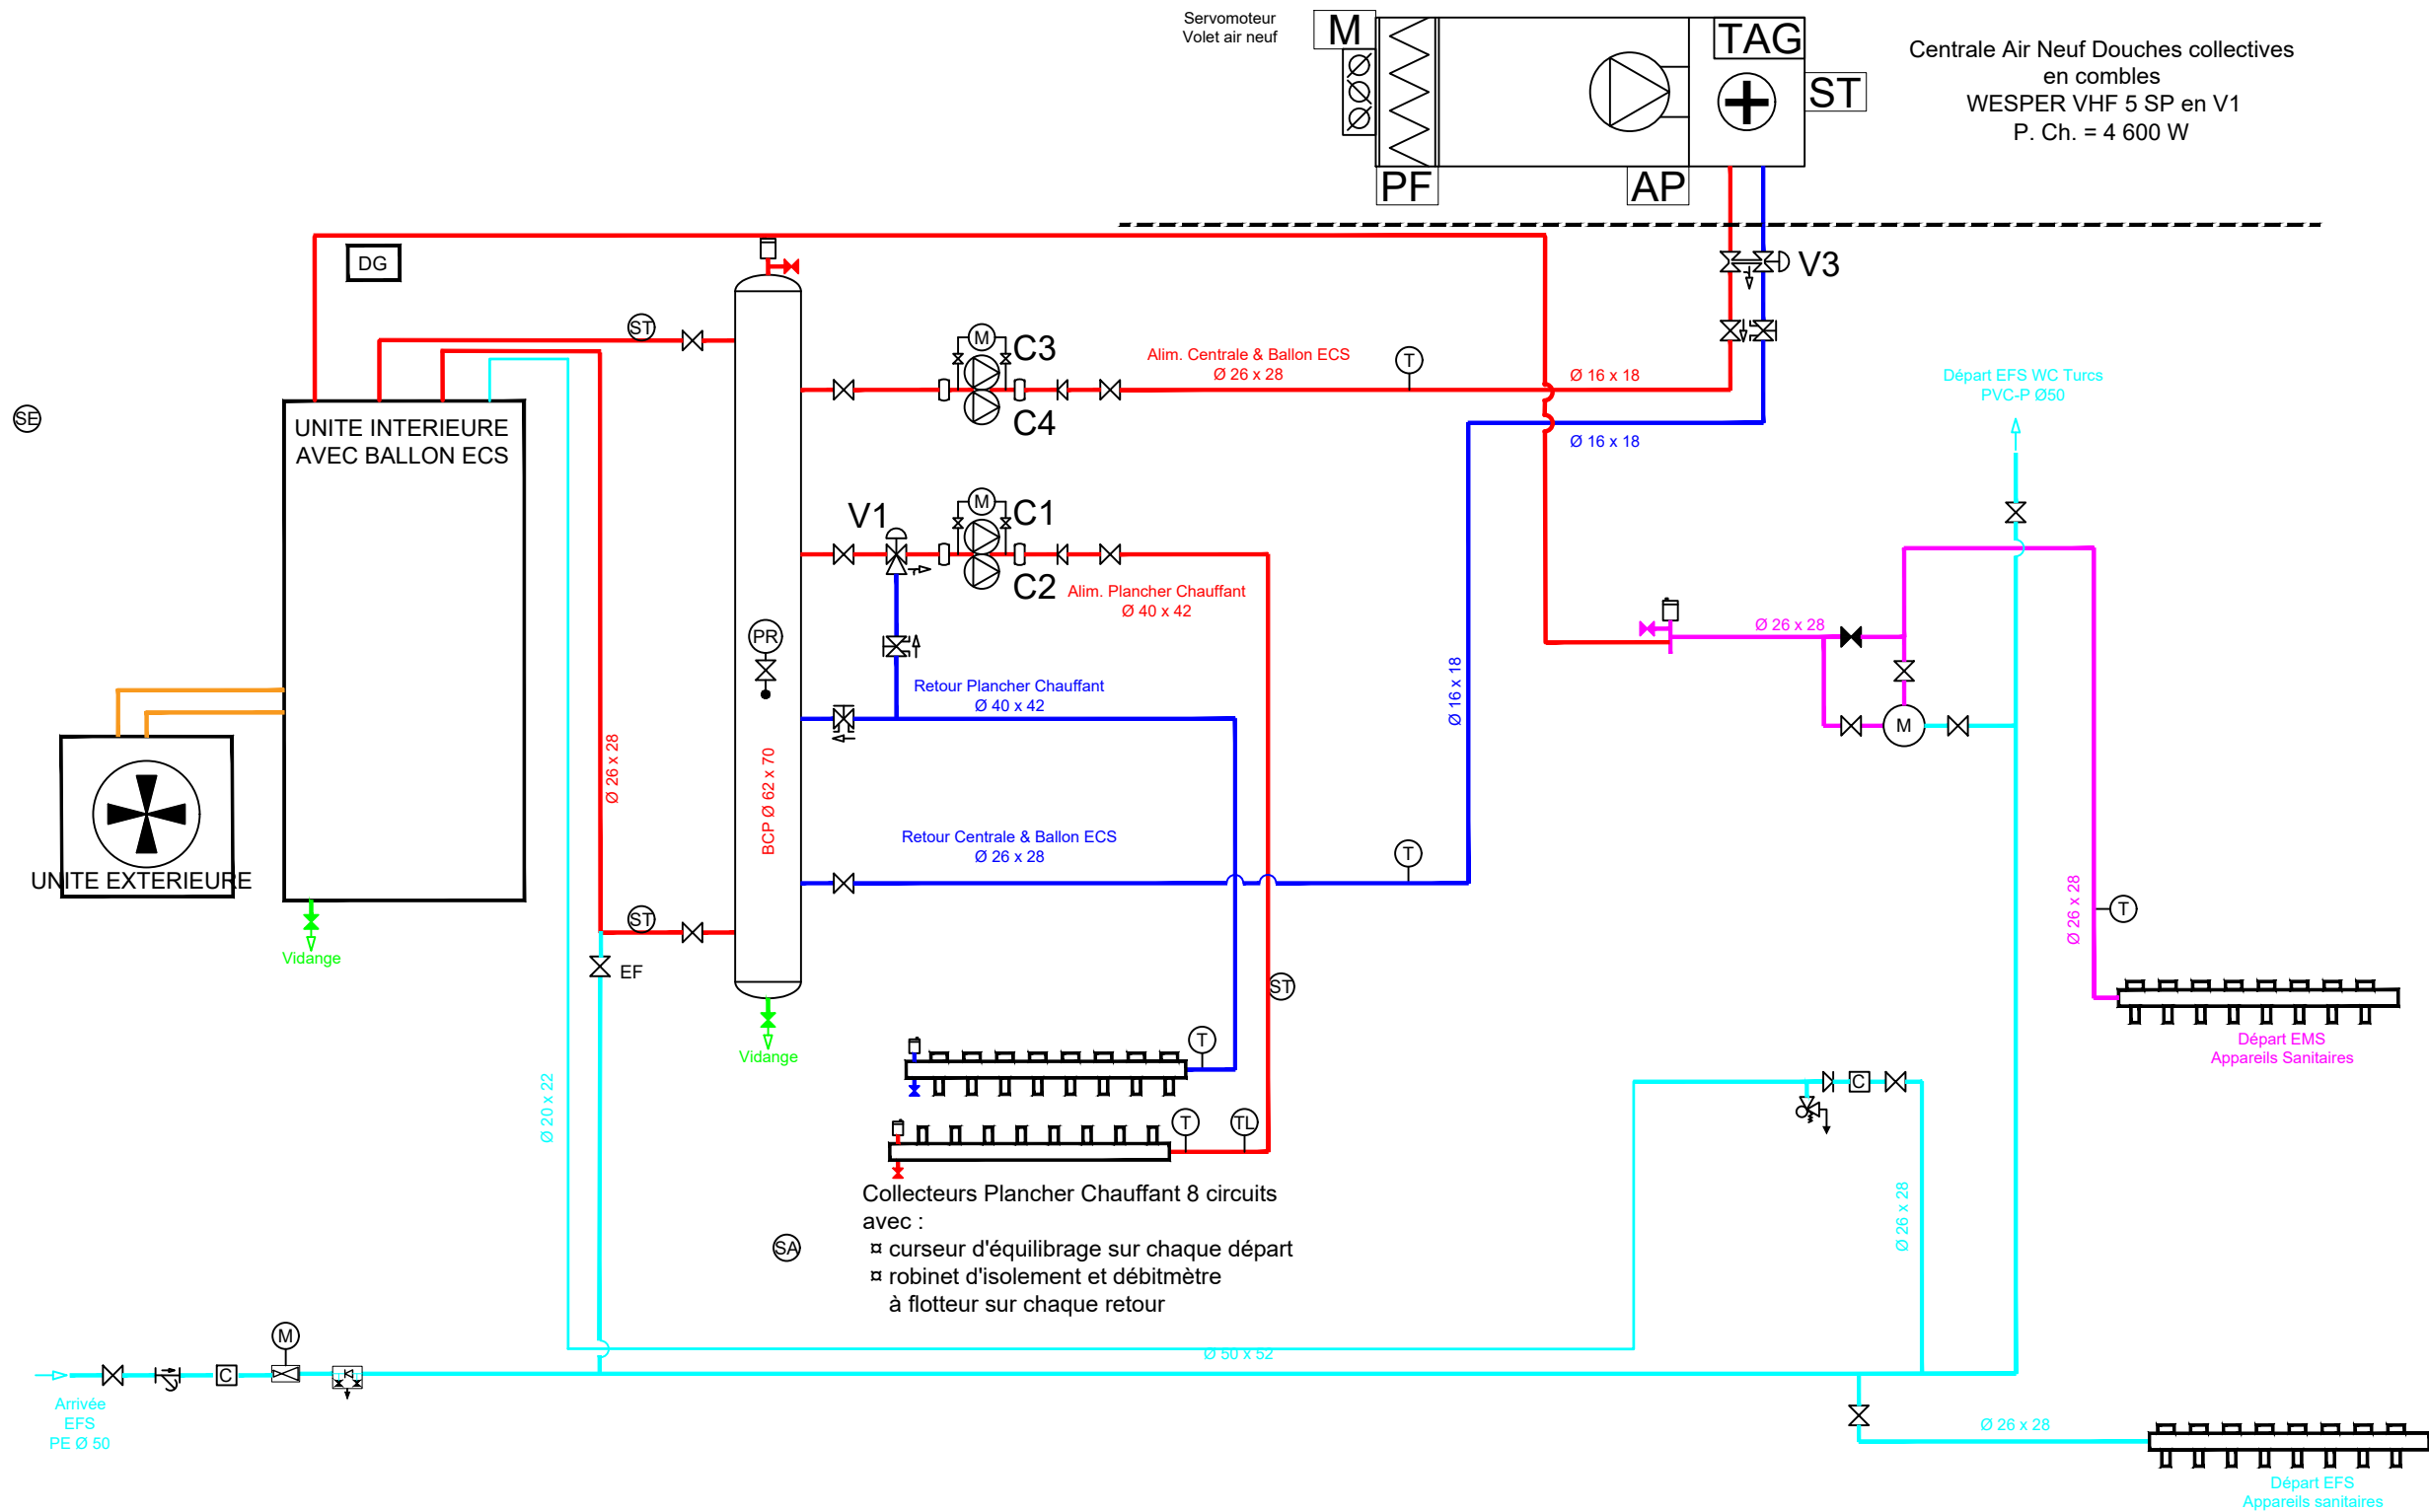 Servomoteur
Volet air neuf
M
TAG
ST
PF
AP
Centrale Air Neuf Douches collectives
en combles
WESPER VHF 5 SP en V1
P. Ch. = 4 600 W
DG
V3
ST
M
C3
C4
Alim. Centrale & Ballon ECS
Ø 26 x 28
T
Ø 16 x 18
Ø 16 x 18
Départ EFS WC Turcs
PVC-P Ø50
SE
UNITE INTERIEURE
AVEC BALLON ECS
V1
M
C1
C2
Alim. Plancher Chauffant
Ø 40 x 42
PR
Ø 26 x 28
M
Retour Plancher Chauffant
Ø 40 x 42
Ø 16 x 18
Ø 26 x 28
BCP Ø 62 x 70
Retour Centrale & Ballon ECS
Ø 26 x 28
T
UNITE EXTERIEURE
Vidange
ST
EF
ST
Ø 26 x 28
T
Vidange
T
Départ EMS
Appareils Sanitaires
Ø 20 x 22
T
TL
C
Collecteurs Plancher Chauffant 8 circuits
avec :
¤ curseur d'équilibrage sur chaque départ
¤ robinet d'isolement et débitmètre
à flotteur sur chaque retour
SA
Ø 26 x 28
M
C
Ø 50 x 52
Arrivée
EFS
PE Ø 50
Ø 26 x 28
Départ EFS
Appareils sanitaires